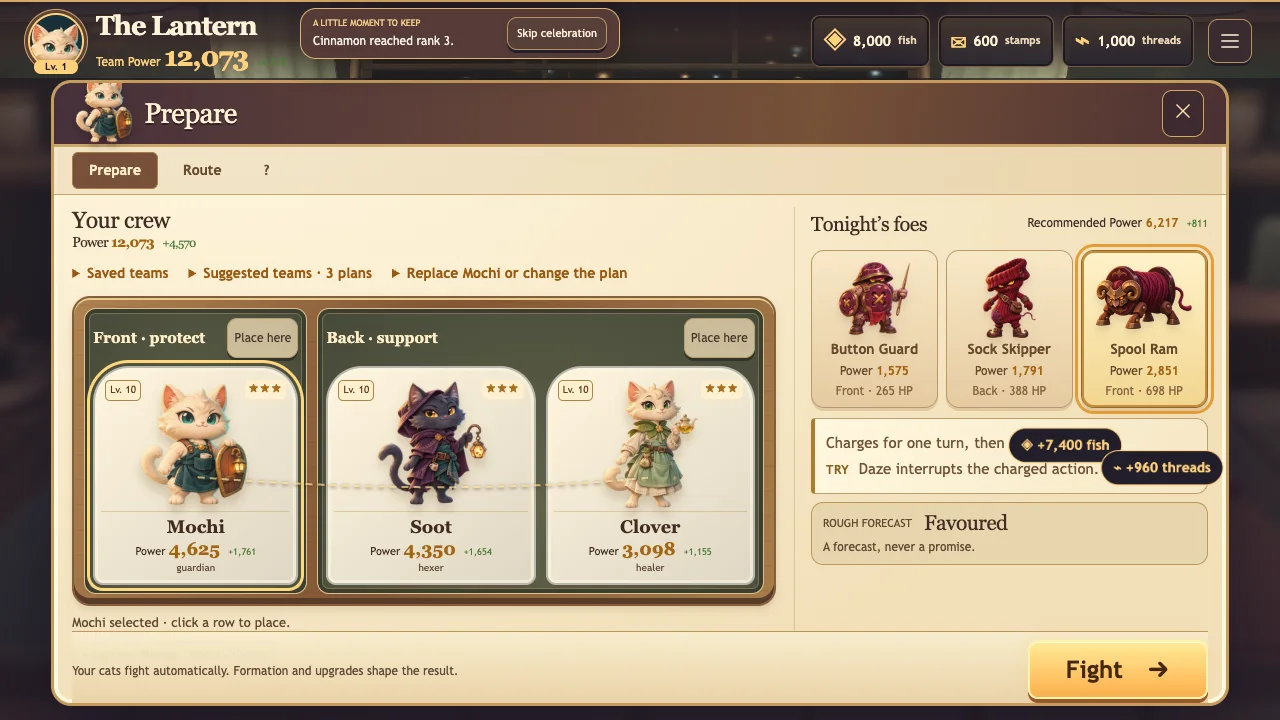 The Lantern
Team Power 12,073
Lv. 1
A LITTLE MOMENT TO KEEP
Cinnamon reached rank 3.
Skip celebration
8,000 fish
600 stamps
1,000 threads
Prepare
Prepare
Route
?
Your crew
Power 12,073 +4,570
Saved teams
Suggested teams · 3 plans
Replace Mochi or change the plan
Front · protect
Place here
Back · support
Place here
Lv. 10
Mochi
Power 4,625 +1,761
guardian
Lv. 10
Soot
Power 4,350 +1,654
hexer
Lv. 10
Clover
Power 3,098 +1,155
healer
Mochi selected · click a row to place.
Tonight's foes
Recommended Power 6,217 +811
Button Guard
Power 1,575
Front · 265 HP
Sock Skipper
Power 1,791
Back · 388 HP
Spool Ram
Power 2,851
Front · 698 HP
Charges for one turn, then
+7,400 fish
TRY Daze interrupts the charged action.
+960 threads
ROUGH FORECAST Favoured
A forecast, never a promise.
Your cats fight automatically. Formation and upgrades shape the result.
Fight →